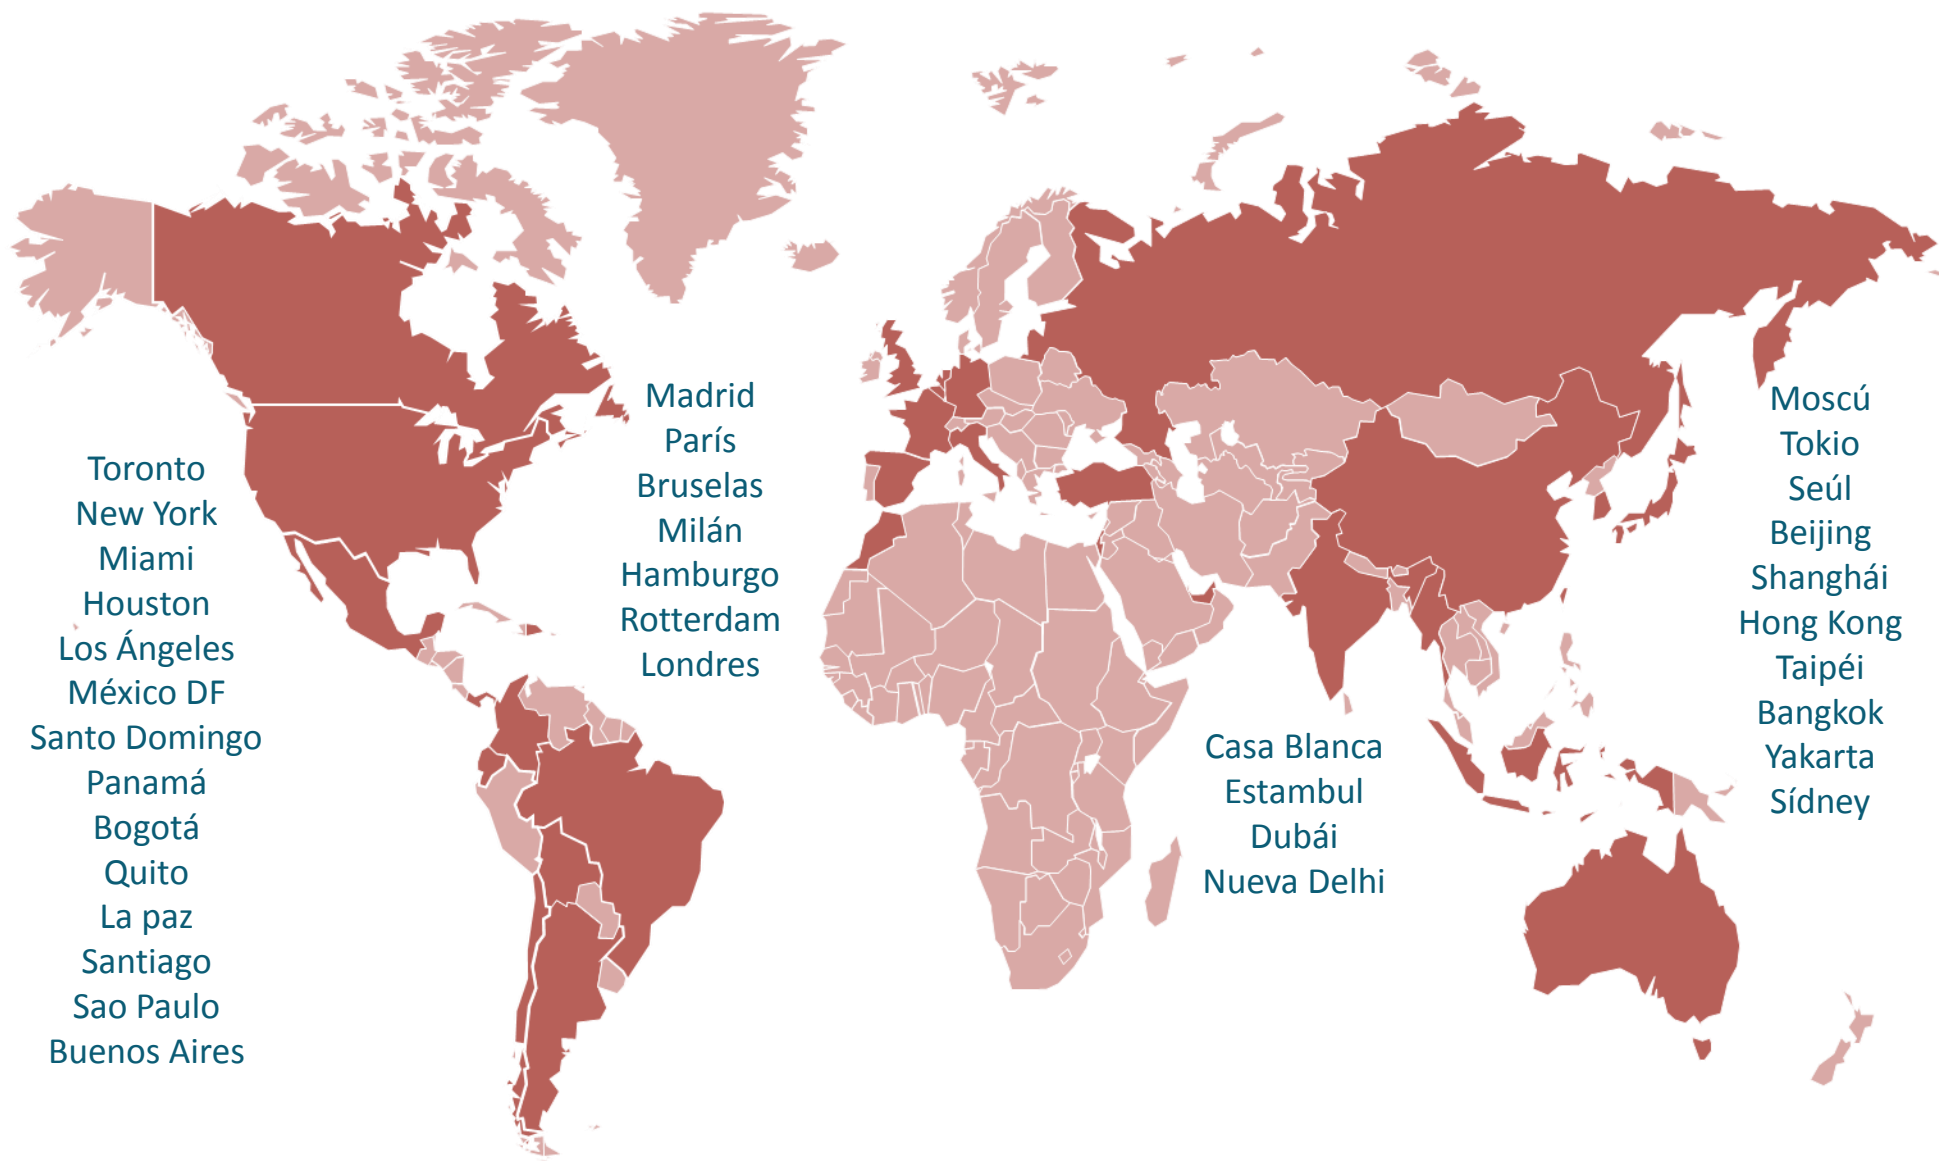 Toronto
New York
Miami
Houston
Los Ángeles
México DF
Santo Domingo
Panamá
Bogotá
Quito
La paz
Santiago
Sao Paulo
Buenos Aires
Madrid
París
Bruselas
Milán
Hamburgo
Rotterdam
Londres
Casa Blanca
Estambul
Dubái
Nueva Delhi
Moscú
Tokio
Seúl
Beijing
Shanghái
Hong Kong
Taipéi
Bangkok
Yakarta
Sídney